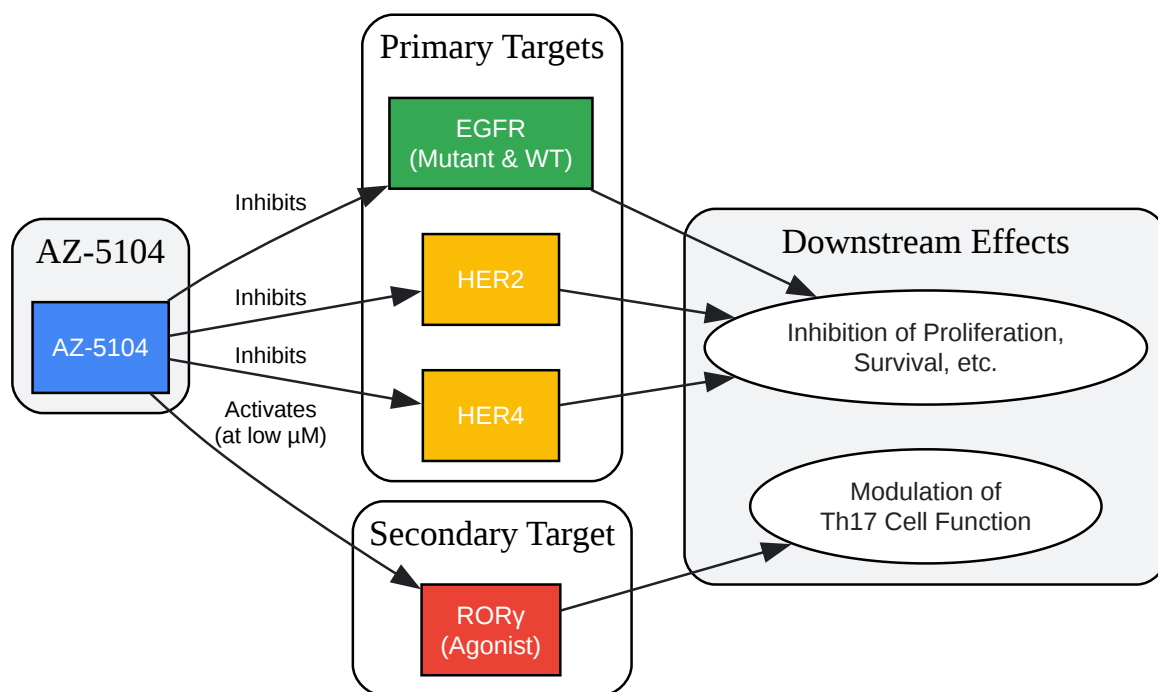 Primary Targets
EGFR
(Mutant & WT)
Inhibits
AZ-5104
AZ-5104
Inhibits
HER2
Inhibits
HER4
Activates
(at low µM)
Downstream Effects
Inhibition of Proliferation,
Survival, etc.
Modulation of
Th17 Cell Function
Secondary Target
RORγ
(Agonist)